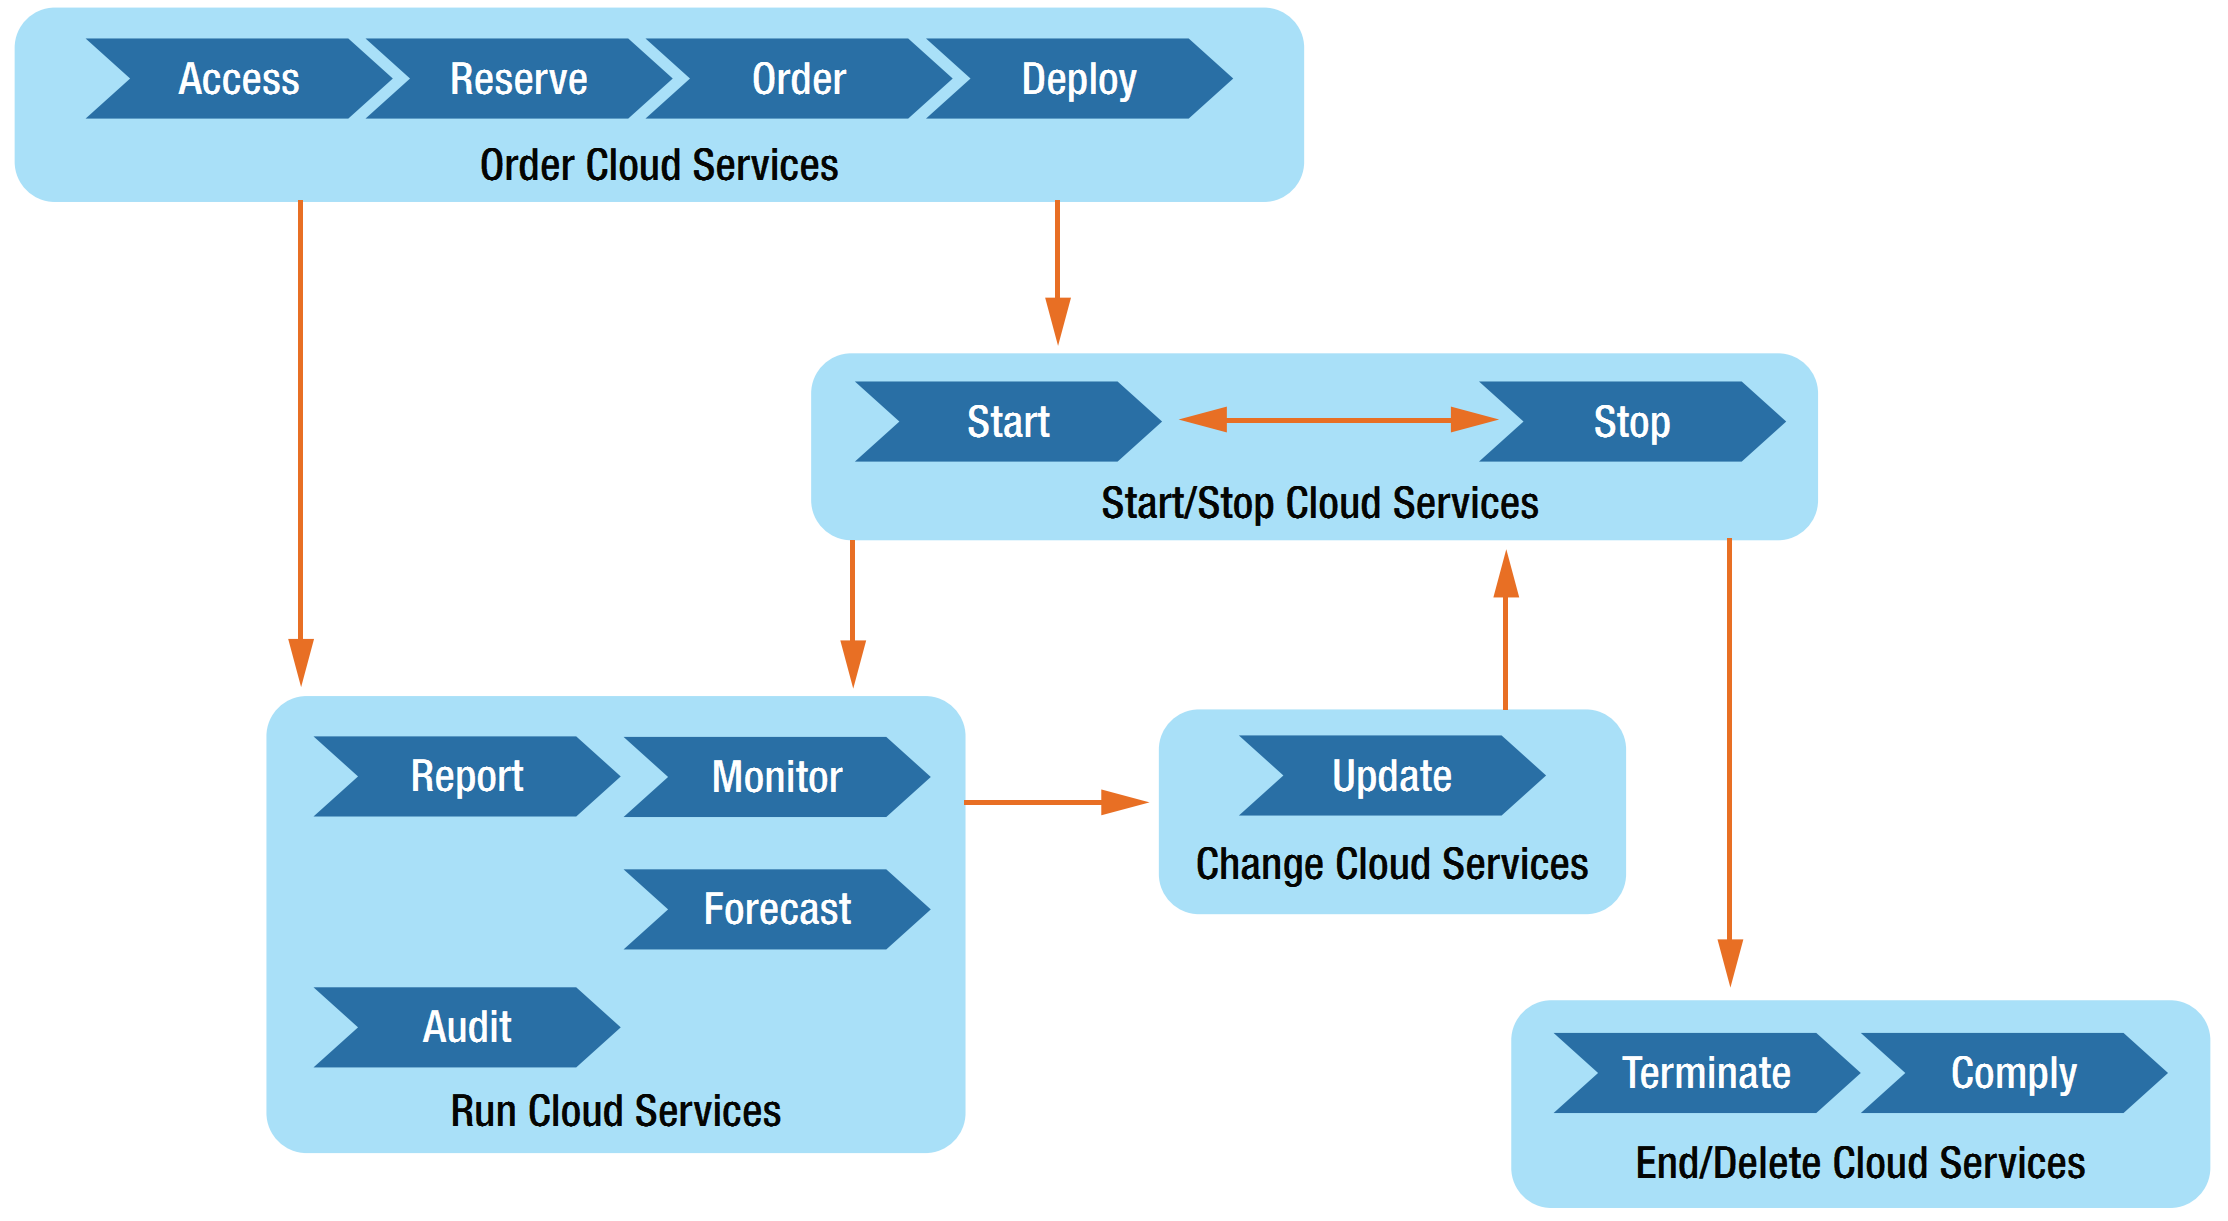 Access Reserve Order Deploy
Order Cloud Services
Start Stop
Start/Stop Cloud Services
Report Monitor
Forecast
Audit
Run Cloud Services
Update
Change Cloud Services
Terminate Comply
End/Delete Cloud Services